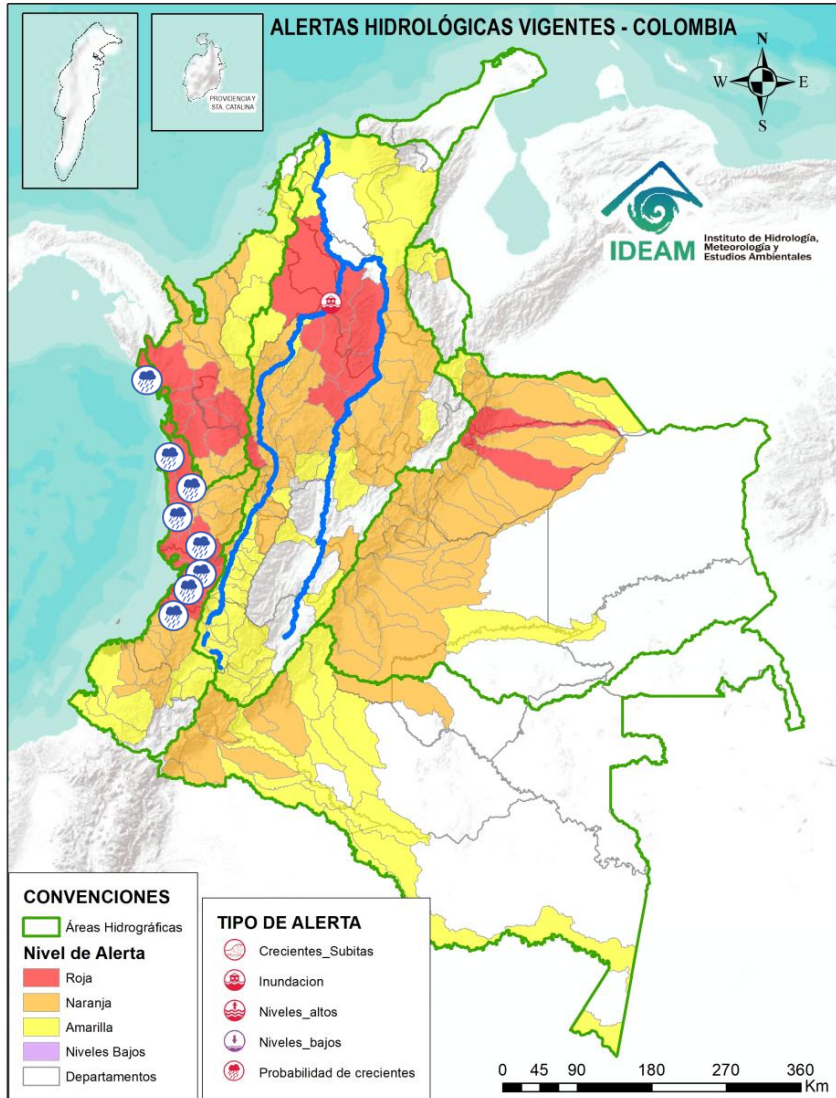 ALERTAS HIDROLÓGICAS VIGENTES - COLOMBIA
PROVIDENCIA Y
STA. CATALINA
N
W
E
S
IDEAM
Instituto de Hidrología,
Meteorología y
Estudios Ambientales
CONVENCIONES
Áreas Hidrográficas
Nivel de Alerta
Roja
Naranja
Amarilla
Niveles Bajos
Departamentos
TIPO DE ALERTA
Crecientes_Subitas
Inundacion
Niveles_altos
Niveles_bajos
Probabilidad de crecientes
0 45 90 180 270 360
Km